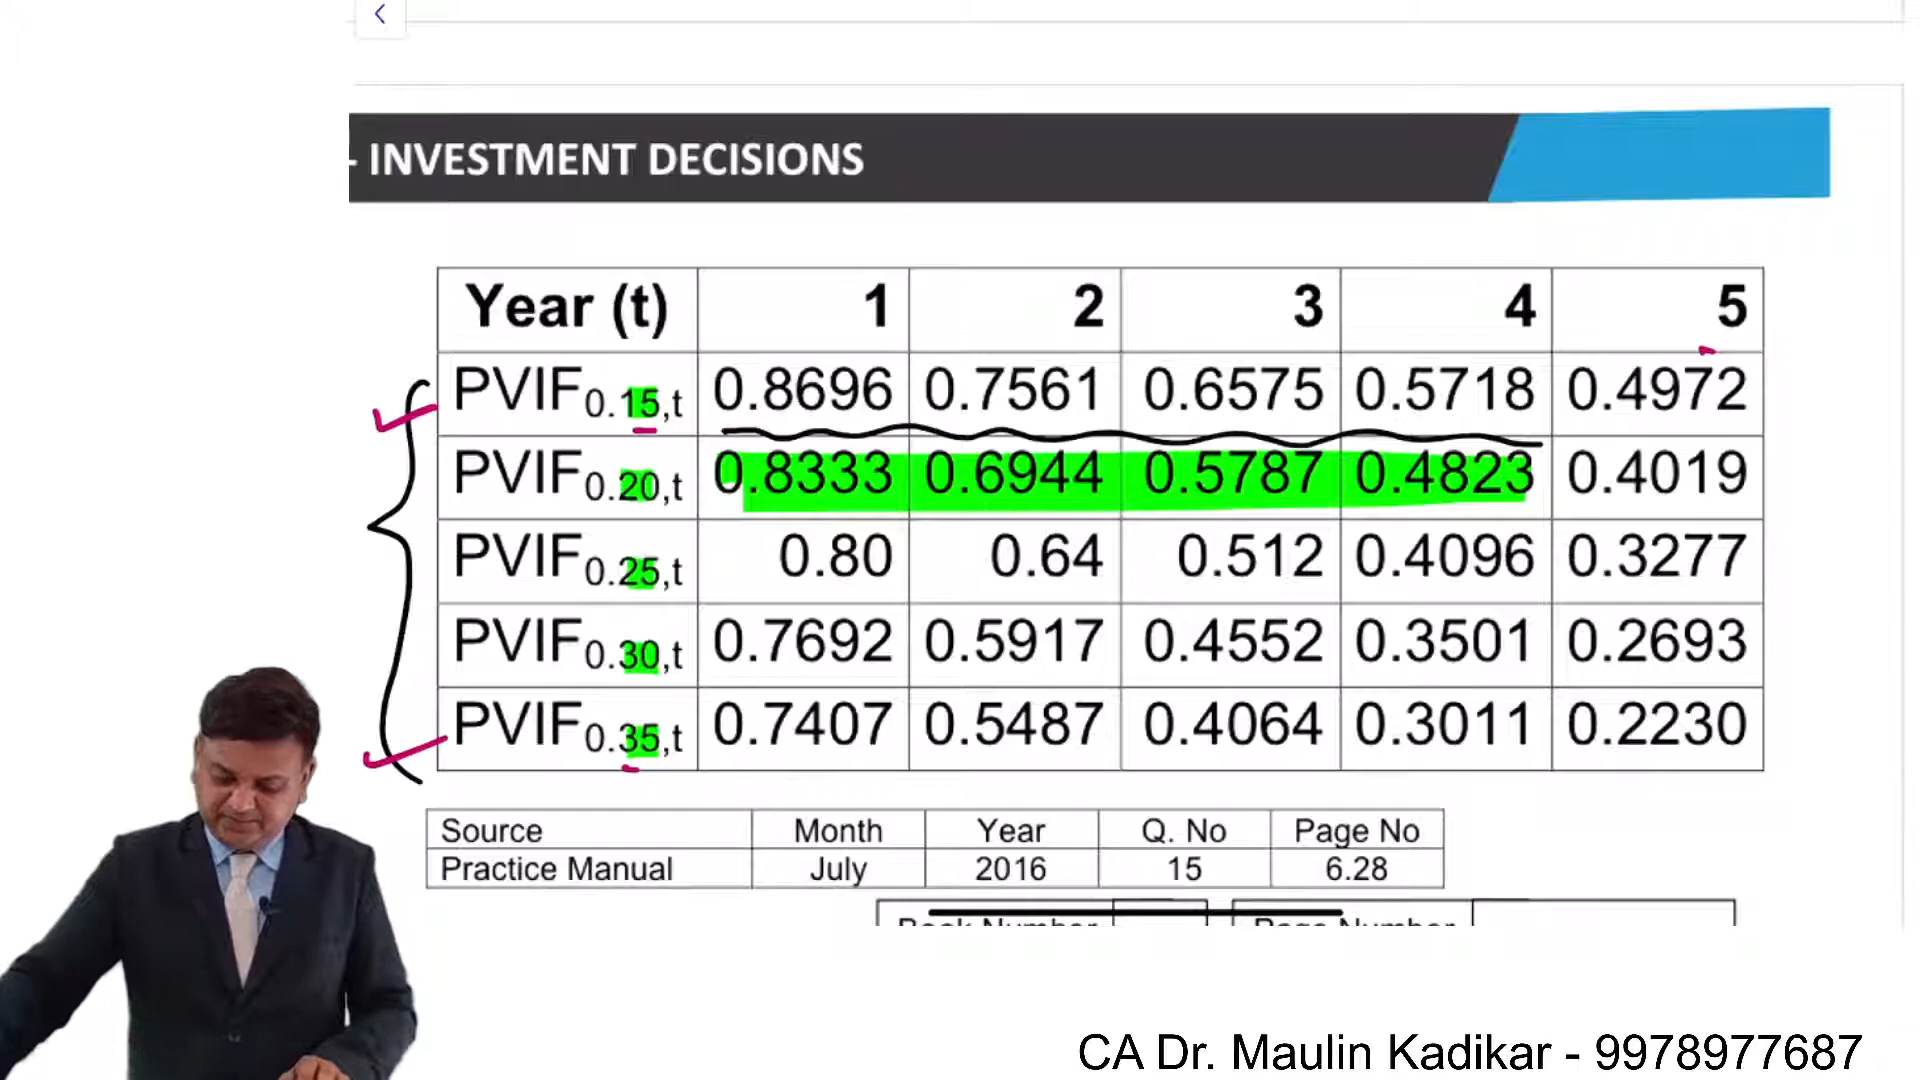 - INVESTMENT DECISIONS
Year (t) 1 2 3 4 5
PVIF0.15,t 0.8696 0.7561 0.6575 0.5718 0.4972
PVIF0.20,t 0.8333 0.6944 0.5787 0.4823 0.4019
PVIF0.25,t 0.80 0.64 0.512 0.4096 0.3277
PVIF0.30,t 0.7692 0.5917 0.4552 0.3501 0.2693
PVIF0.35,t 0.7407 0.5487 0.4064 0.3011 0.2230
Source Month Year Q. No Page No
Practice Manual July 2016 15 6.28
Book Number Page Number
CA Dr. Maulin Kadikar - 9978977687